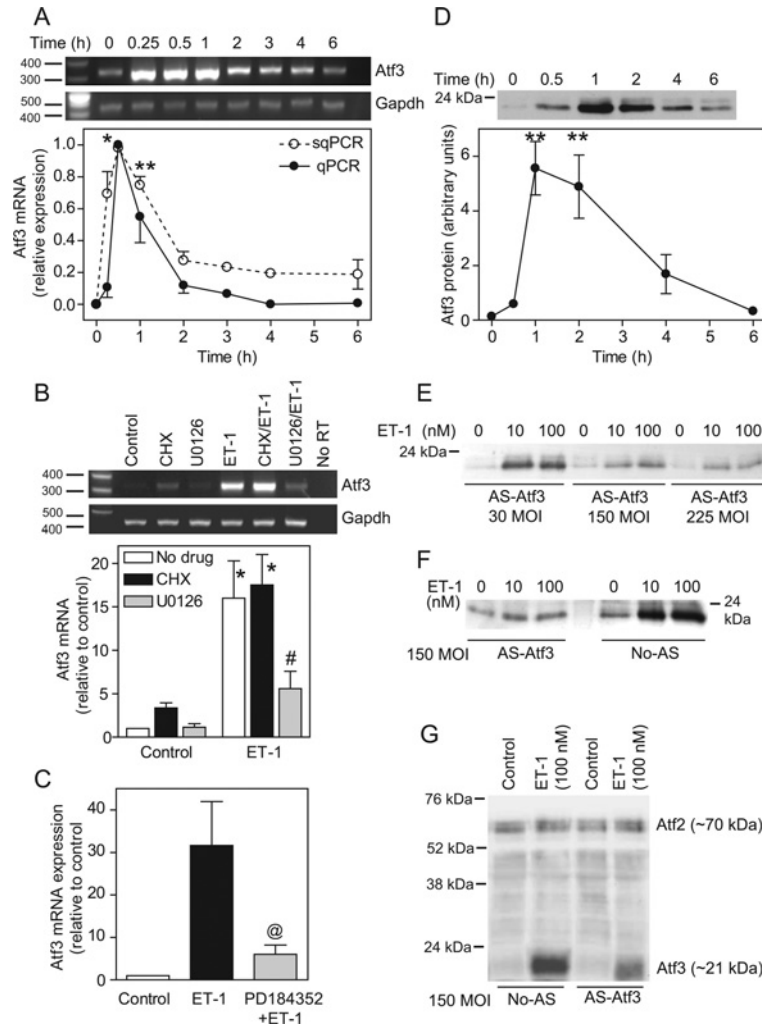 A
Time (h) 0 0.25 0.5 1 2 3 4 6
400
300
Atf3
500
400
Gapdh
1.0
0.8
0.6
0.4
0.2
0.0
Atf3 mRNA
(relative expression)
*
**
sqPCR
qPCR
0 1 2 3 4 5 6
Time (h)
D
Time (h) 0 0.5 1 2 4 6
24 kDa
6
4
2
0
Atf3 protein (arbitrary units)
** **
0 1 2 3 4 5 6
Time (h)
B
Control CHX U0126 ET-1 CHX/ET-1 U0126/ET-1 No RT
400
300
Atf3
500
400
Gapdh
20
15
10
5
0
Atf3 mRNA
(relative to control)
No drug
CHX
U0126
* *
#
Control ET-1
E
ET-1 (nM) 0 10 100 0 10 100 0 10 100
24 kDa
AS-Atf3 AS-Atf3 AS-Atf3
30 MOI 150 MOI 225 MOI
F
ET-1 0 10 100 0 10 100
(nM)
24
kDa
150 MOI AS-Atf3 No-AS
C
40
30
20
10
0
Atf3 mRNA expression
(relative to control
@
Control ET-1 PD184352
+ET-1
G
Control ET-1 (100 nM) Control ET-1 (100 nM)
76 kDa
Atf2 (~70 kDa)
52 kDa
38 kDa
24 kDa
Atf3 (~21 kDa)
150 MOI No-AS AS-Atf3